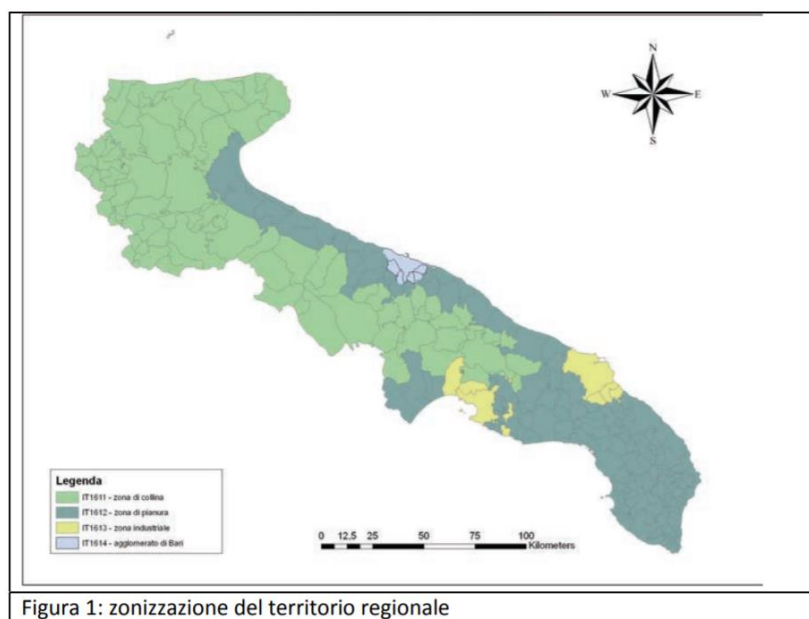 N
W E
S
Legenda
IT1611 - zona di collina
IT1612 - zona di pianura
IT1613 - zona industriale
IT1614 - agglomerato di Bari
0 12,5 25 50 75 100
Kilometers
Figura 1: zonizzazione del territorio regionale